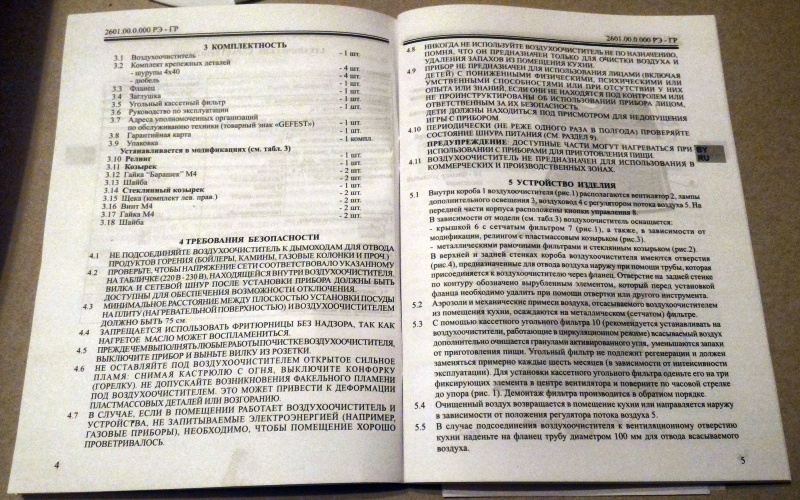 2601.00.0.000 РЭ - ГР
3 КОМПЛЕКТНОСТЬ
3.1 Воздухоочиститель - 1 шт.
3.2 Комплект крепежных деталей
- шурупы 4х40 - 4 шт.
- дюбель - 4 шт.
3.3 Фланец - 1 шт.
3.4 Заглушка - 1 шт.
3.5 Угольный кассетный фильтр - 1 шт.
3.6 Руководство по эксплуатации - 1 шт.
3.7 Адреса уполномоченных организаций
по обслуживанию техники (товарный знак «GEFEST») - 1 шт.
3.8 Гарантийная карта - 1 шт.
3.9 Упаковка - 1 компл.
Устанавливается в модификациях (см. табл. 3)
3.10 Релинг - 1 шт.
3.11 Козырек - 1 шт.
3.12 Гайка "Барашек" М4 - 2 шт.
3.13 Шайба - 2 шт.
3.14 Стеклянный козырек - 1 шт.
3.15 Щека (комплект лев. прав.) - 1 шт.
3.16 Винт М4 - 2 шт.
3.17 Гайка М4 - 2 шт.
3.18 Шайба - 2 шт.
4 ТРЕБОВАНИЯ БЕЗОПАСНОСТИ
4.1 НЕ ПОДСОЕДИНЯЙТЕ ВОЗДУХООЧИСТИТЕЛЬ К ДЫМОХОДАМ ДЛЯ ОТВОДА
ПРОДУКТОВ ГОРЕНИЯ (БОЙЛЕРЫ, КАМИНЫ, ГАЗОВЫЕ КОЛОНКИ И ПРОЧ.)
4.2 ПРОВЕРЬТЕ, ЧТОБЫ НАПРЯЖЕНИЕ СЕТИ СООТВЕТСТВОВАЛО УКАЗАННОМУ
НА ТАБЛИЧКЕ (220 В - 230 В), НАХОДЯЩЕЙСЯ ВНУТРИ ВОЗДУХООЧИСТИТЕЛЯ.
ВИЛКА И СЕТЕВОЙ ШНУР ПОСЛЕ УСТАНОВКИ ПРИБОРА ДОЛЖНЫ БЫТЬ
ДОСТУПНЫ ДЛЯ ОБЕСПЕЧЕНИЯ ВОЗМОЖНОСТИ ОТКЛЮЧЕНИЯ.
4.3 МИНИМАЛЬНОЕ РАССТОЯНИЕ МЕЖДУ ПЛОСКОСТЬЮ УСТАНОВКИ ПОСУДЫ
НА ПЛИТУ (НАГРЕВАТЕЛЬНОЙ ПОВЕРХНОСТЬЮ) И ВОЗДУХООЧИСТИТЕЛЕМ
ДОЛЖНО БЫТЬ 75 см.
4.4 ЗАПРЕЩАЕТСЯ ИСПОЛЬЗОВАТЬ ФРИТЮРНИЦЫ БЕЗ НАДЗОРА, ТАК КАК
НАГРЕТОЕ МАСЛО МОЖЕТ ВОСПЛАМЕНИТЬСЯ.
4.5 ПРЕЖДЕ ЧЕМ ВЫПОЛНЯТЬ ЛЮБЫЕ РАБОТЫ ПО ЧИСТКЕ ВОЗДУХООЧИСТИТЕЛЯ,
ВЫКЛЮЧИТЕ ПРИБОР И ВЫНЬТЕ ВИЛКУ ИЗ РОЗЕТКИ.
4.6 НЕ ОСТАВЛЯЙТЕ ПОД ВОЗДУХООЧИСТИТЕЛЕМ ОТКРЫТОЕ СИЛЬНОЕ
ПЛАМЯ: СНИМАЯ КАСТРЮЛЮ С ОГНЯ, ВЫКЛЮЧИТЕ КОНФОРКУ
(ГОРЕЛКУ). НЕ ДОПУСКАЙТЕ ВОЗНИКНОВЕНИЯ ФАКЕЛЬНОГО ПЛАМЕНИ
ПОД ВОЗДУХООЧИСТИТЕЛЕМ. ЭТО МОЖЕТ ПРИВЕСТИ К ДЕФОРМАЦИИ
ПЛАСТМАССОВЫХ ДЕТАЛЕЙ ИЛИ ВОЗГОРАНИЮ.
4.7 В СЛУЧАЕ, ЕСЛИ В ПОМЕЩЕНИИ РАБОТАЕТ ВОЗДУХООЧИСТИТЕЛЬ И
УСТРОЙСТВА, НЕ ЗАПИТЫВАЕМЫЕ ЭЛЕКТРОЭНЕРГИЕЙ (НАПРИМЕР,
ГАЗОВЫЕ ПРИБОРЫ), НЕОБХОДИМО, ЧТОБЫ ПОМЕЩЕНИЕ ХОРОШО
ПРОВЕТРИВАЛОСЬ.
4
2601.00.0.000 РЭ - ГР
4.8 НИКОГДА НЕ ИСПОЛЬЗУЙТЕ ВОЗДУХООЧИСТИТЕЛЬ НЕ ПО НАЗНАЧЕНИЮ,
ПОМНЯ, ЧТО ОН ПРЕДНАЗНАЧЕН ТОЛЬКО ДЛЯ ОЧИСТКИ ВОЗДУХА И
УДАЛЕНИЯ ЗАПАХОВ ИЗ ПОМЕЩЕНИЯ КУХНИ.
4.9 ПРИБОР НЕ ПРЕДНАЗНАЧЕН ДЛЯ ИСПОЛЬЗОВАНИЯ ЛИЦАМИ (ВКЛЮЧАЯ
ДЕТЕЙ) С ПОНИЖЕННЫМИ ФИЗИЧЕСКИМИ, ПСИХИЧЕСКИМИ ИЛИ
УМСТВЕННЫМИ СПОСОБНОСТЯМИ ИЛИ ПРИ ОТСУТСТВИИ У НИХ
ОПЫТА ИЛИ ЗНАНИЙ, ЕСЛИ ОНИ НЕ НАХОДЯТСЯ ПОД КОНТРОЛЕМ ИЛИ
НЕ ПРОИНСТРУКТИРОВАНЫ ОБ ИСПОЛЬЗОВАНИИ ПРИБОРА ЛИЦОМ,
ОТВЕТСТВЕННЫМ ЗА ИХ БЕЗОПАСНОСТЬ.
ДЕТИ ДОЛЖНЫ НАХОДИТЬСЯ ПОД ПРИСМОТРОМ ДЛЯ НЕДОПУЩЕНИЯ
ИГРЫ С ПРИБОРОМ.
4.10 ПЕРИОДИЧЕСКИ (НЕ РЕЖЕ ОДНОГО РАЗА В ПОЛГОДА) ПРОВЕРЯЙТЕ
СОСТОЯНИЕ ШНУРА ПИТАНИЯ (СМ. РАЗДЕЛ 9).
ПРЕДУПРЕЖДЕНИЕ: ДОСТУПНЫЕ ЧАСТИ МОГУТ НАГРЕВАТЬСЯ ПРИ
ИСПОЛЬЗОВАНИИ С ПРИБОРАМИ ДЛЯ ПРИГОТОВЛЕНИЯ ПИЩИ.
4.11 ВОЗДУХООЧИСТИТЕЛЬ НЕ ПРЕДНАЗНАЧЕН ДЛЯ ИСПОЛЬЗОВАНИЯ В
КОММЕРЧЕСКИХ И ПРОИЗВОДСТВЕННЫХ ЗОНАХ.
BY
RU
5 УСТРОЙСТВО ИЗДЕЛИЯ
5.1 Внутри короба 1 воздухоочистителя (рис.1) располагаются вентилятор 2, лампы
дополнительного освещения 3, воздуховод 4 с регулятором потока воздуха 5. На
передней части корпуса расположены кнопки управления 8.
В зависимости от модели (см. табл.3) воздухоочиститель оснащается:
- крышкой 6 с сетчатым фильтром 7 (рис.1), а также, в зависимости от
модификации, релингом с пластмассовым козырьком (рис.3).
- металлическими рамочными фильтрами и стеклянным козырьком (рис.2).
В верхней и задней стенках короба воздухоочистителя имеются отверстия
(рис.4), предназначенные для отвода воздуха наружу при помощи трубы, которая
присоединяется к воздухоочистителю через фланец. Отверстие на задней стенке
по контуру обозначено вырубленным элементом, который перед установкой
фланца необходимо удалить при помощи отвертки или другого инструмента.
5.2 Аэрозоли и механические примеси воздуха, отсасываемого воздухоочистителем
из помещения кухни, осаждаются на металлическом (сетчатом) фильтре.
5.3 С помощью кассетного угольного фильтра 10 (рекомендуется устанавливать на
воздухоочистители, работающие в циркуляционном режиме) всасываемый воздух
дополнительно очищается гранулами активированного угля, уменьшаются запахи
от приготовления пищи. Угольный фильтр не подлежит регенерации и должен
заменяться примерно каждые шесть месяцев (в зависимости от интенсивности
эксплуатации). Для установки кассетного угольного фильтра оденьте его на три
фиксирующих элемента в центре вентилятора и поверните по часовой стрелке
до упора (рис. 1). Демонтаж фильтра производится в обратном порядке.
5.4 Очищенный воздух возвращается в помещение кухни или направляется наружу
в зависимости от положения регулятора потока воздуха 5.
5.5 В случае подсоединения воздухоочистителя к вентиляционному отверстию
кухни наденьте на фланец трубу диаметром 100 мм для отвода всасываемого
воздуха.
5